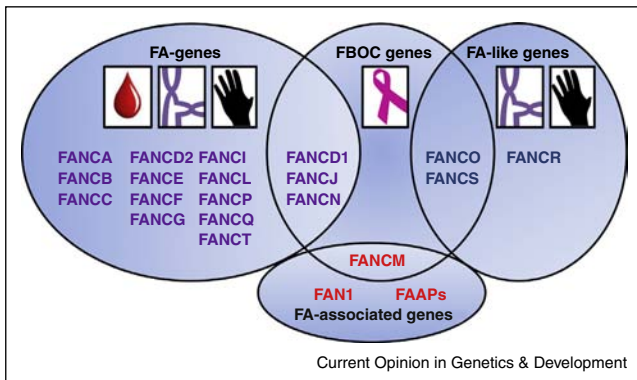 FA-genes FBOC genes FA-like genes
FANCA FANCD2 FANCI FANCD1 FANCO FANCR
FANCB FANCE FANCL FANCJ FANCS
FANCC FANCF FANCP FANCN
FANCG FANCQ
FANCT
FANCM
FAN1 FAAPs
FA-associated genes
Current Opinion in Genetics & Development